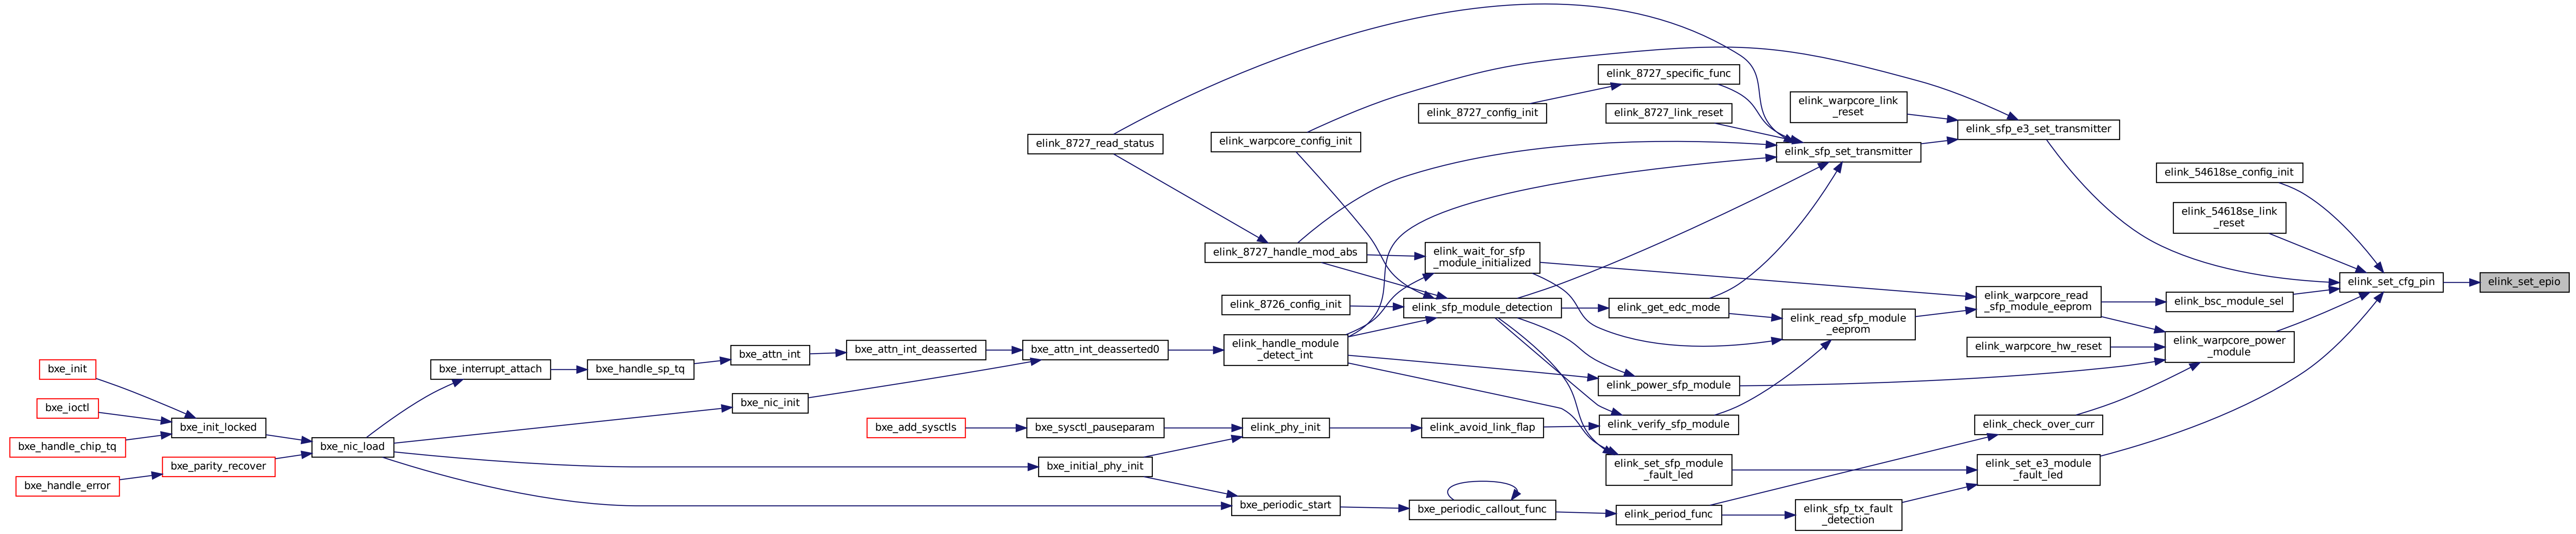 elink_8727_specific_func
elink_warpcore_link
_reset
elink_8727_config_init
elink_8727_link_reset
elink_sfp_e3_set_transmitter
elink_8727_read_status
elink_warpcore_config_init
elink_sfp_set_transmitter
elink_54618se_config_init
elink_54618se_link
_reset
elink_8727_handle_mod_abs
elink_wait_for_sfp
_module_initialized
elink_set_cfg_pin
elink_set_epio
elink_8726_config_init
elink_sfp_module_detection
elink_get_edc_mode
elink_warpcore_read
_sfp_module_eeprom
elink_bsc_module_sel
elink_read_sfp_module
_eeprom
bxe_init
bxe_interrupt_attach
bxe_handle_sp_tq
bxe_attn_int
bxe_attn_int_deasserted
bxe_attn_int_deasserted0
elink_handle_module
_detect_int
elink_warpcore_hw_reset
elink_warpcore_power
_module
elink_power_sfp_module
bxe_ioctl
bxe_nic_init
bxe_init_locked
bxe_add_sysctls
bxe_sysctl_pauseparam
elink_phy_init
elink_avoid_link_flap
elink_verify_sfp_module
elink_check_over_curr
bxe_handle_chip_tq
bxe_nic_load
bxe_parity_recover
bxe_initial_phy_init
elink_set_sfp_module
_fault_led
elink_set_e3_module
_fault_led
bxe_handle_error
bxe_periodic_start
bxe_periodic_callout_func
elink_period_func
elink_sfp_tx_fault
_detection